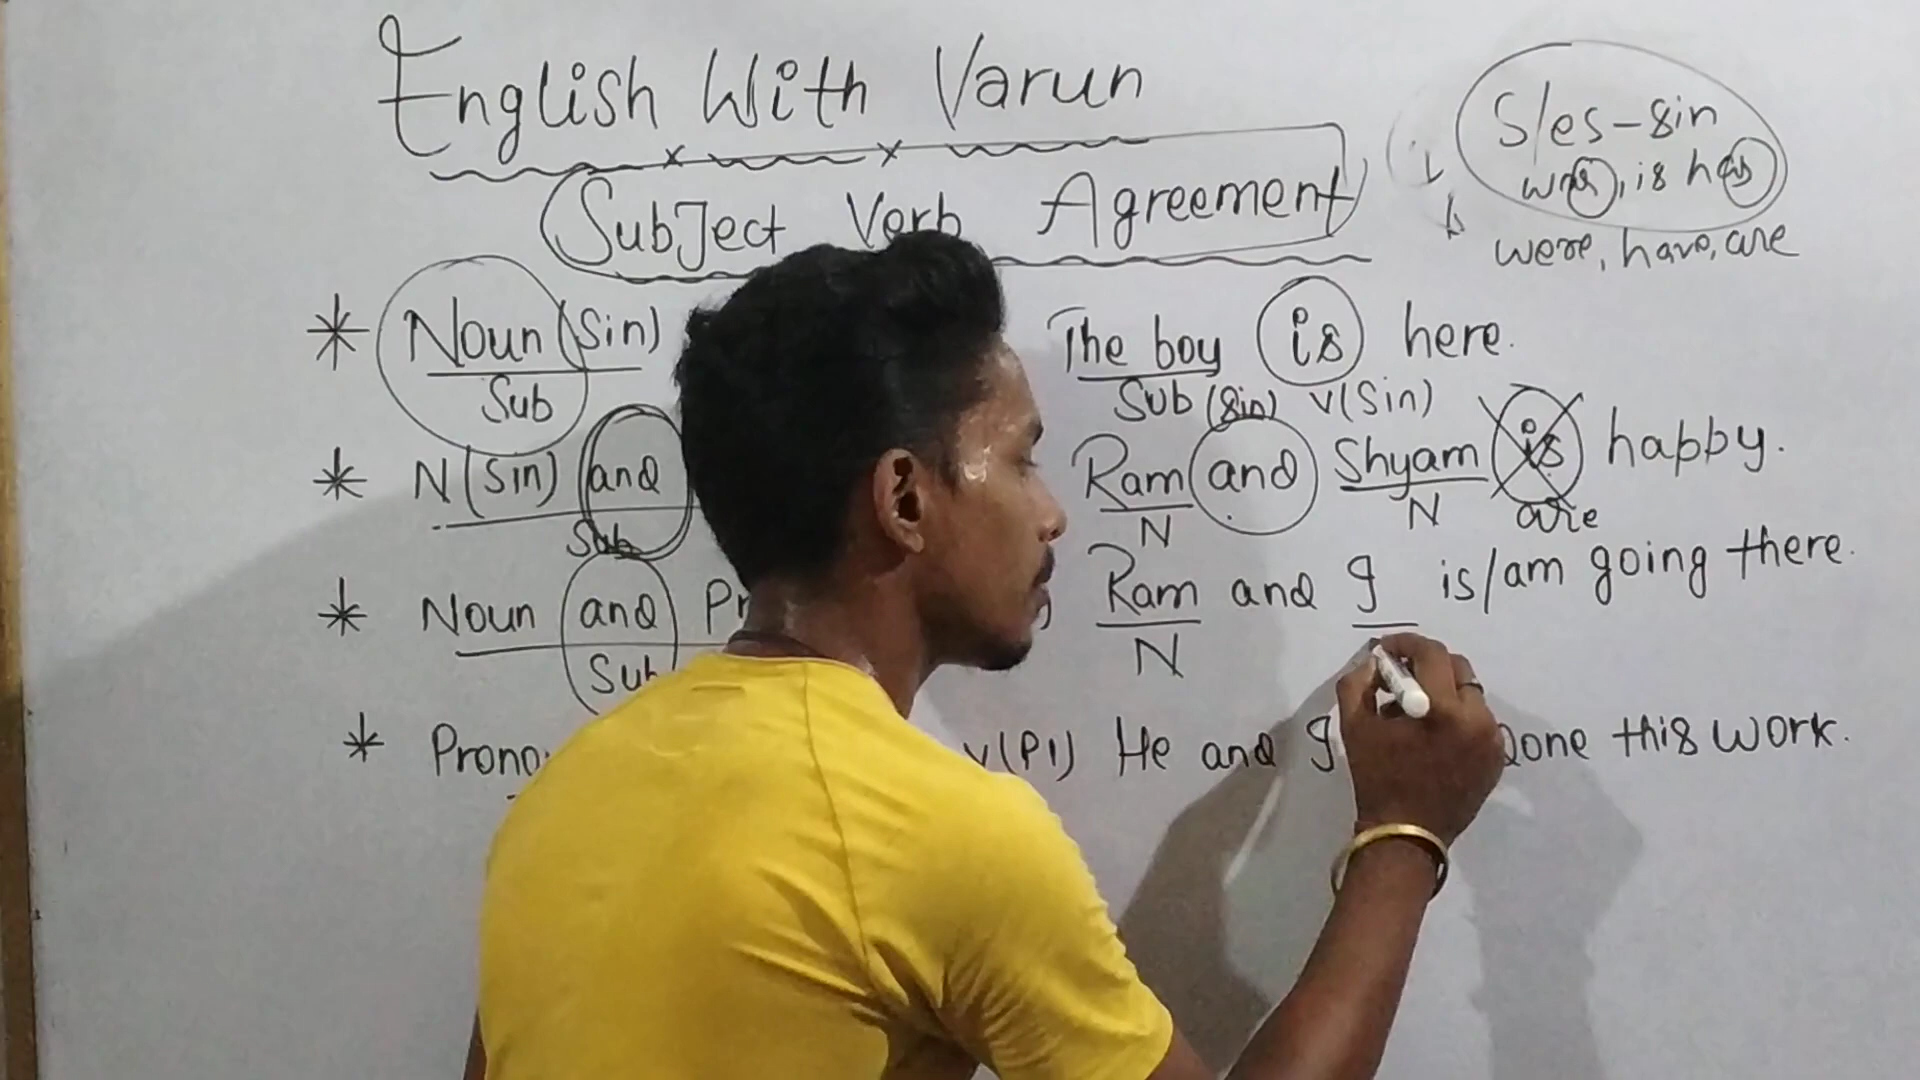 English With Varun
S/es-sin
was, is has
were, have, are
SubJect Verb Agreement
* Noun (Sin) The boy is here.
Sub Sub (Sin) V(Sin)
* N (Sin) and Ram and Shyam is happy.
Sub N N are
* Noun and Ram and I is/am going there.
Sub N
* V(Pl) He and I done this work.